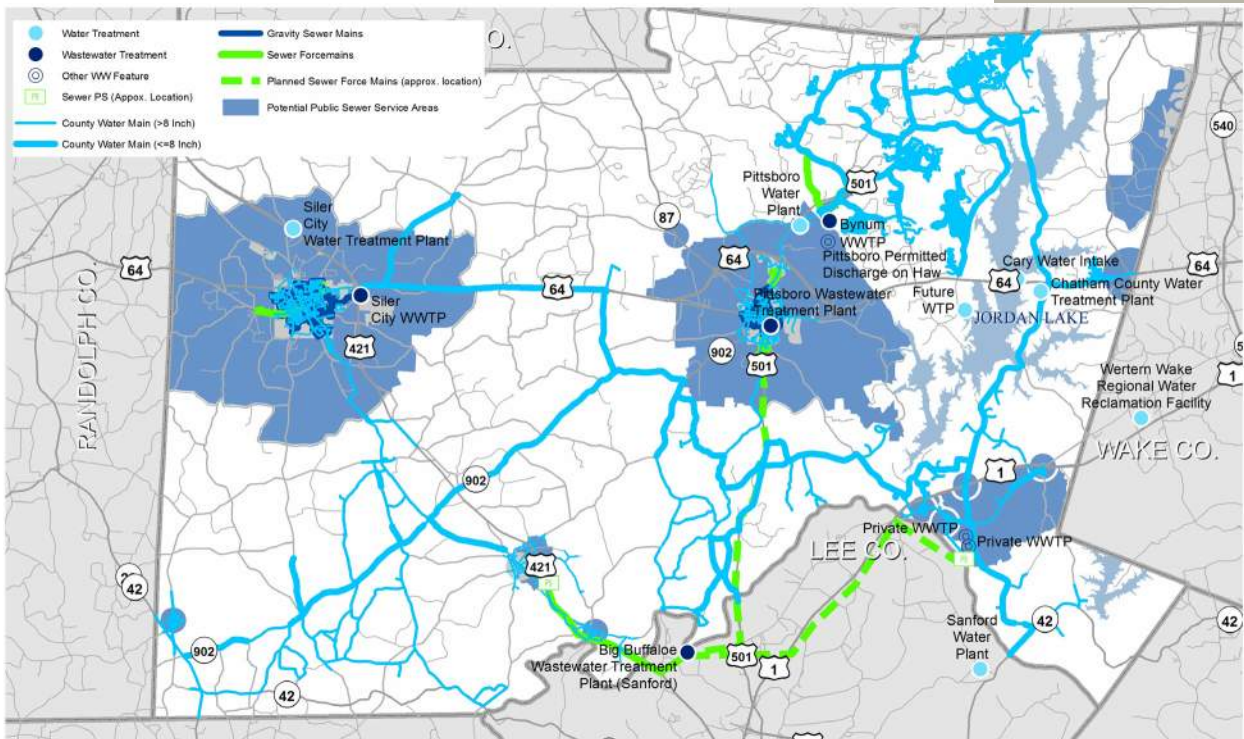 Water Treatment
Wastewater Treatment
Other WW Feature
PS
Sewer PS (Appox. Location)
County Water Main (>8 Inch)
County Water Main (<=8 Inch)
Gravity Sewer Mains
Sewer Forcemains
Planned Sewer Force Mains (approx. location)
Potential Public Sewer Service Areas
O.
540
Siler
City
Water Treatment Plant
87
Pittsboro
Water
Plant
501
Bynum
WWTP
Pittsboro Permitted
Discharge on Haw
64
64
64
Cary Water Intake
64
64
Chatham County Water
Treatment Plant
Future
WTP
JORDAN LAKE
Siler
City WWTP
421
Pittsboro Wastewater
Treatment Plant
902
501
RANDOLPH CO.
Wertern Wake
Regional Water
Reclamation Facility
1
WAKE CO.
902
1
Private WWTP
Private WWTP
LEE CO.
PS
421
PS
42
902
42
Big Buffaloe
Wastewater Treatment
Plant (Sanford)
501
1
Sanford
Water
Plant
42
42